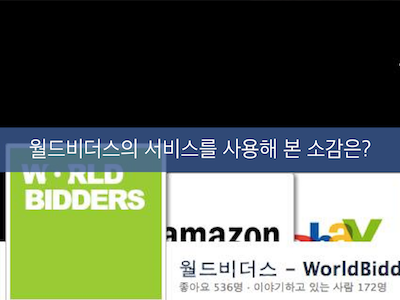 월드비더스의 서비스를 사용해 본 소감은?
W·RLD
BIDDERS
amazon
ebaY
월드비더스 - WorldBidd
좋아요 536명 · 이야기하고 있는 사람 172명